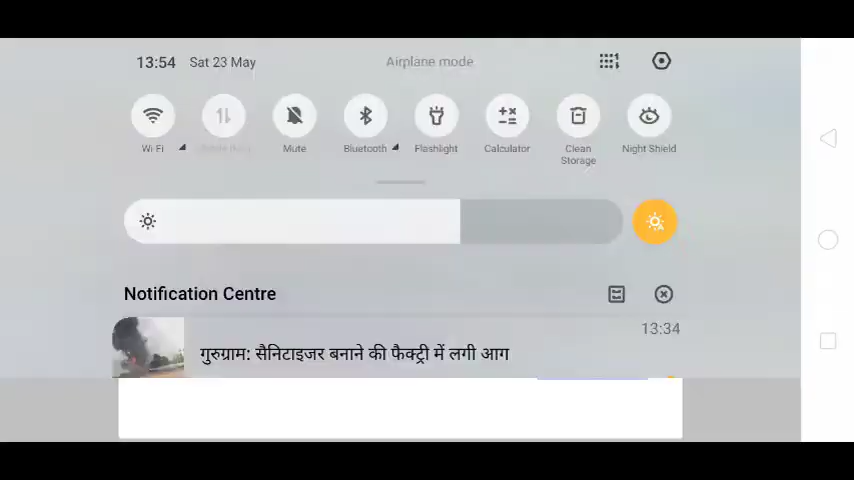 13:54 Sat 23 May Airplane mode
Wi-Fi Mute Bluetooth Flashlight Calculator Clean Storage Night Shield
Notification Centre
13:34
गुरुग्राम: सैनिटाइजर बनाने की फैक्ट्री में लगी आग